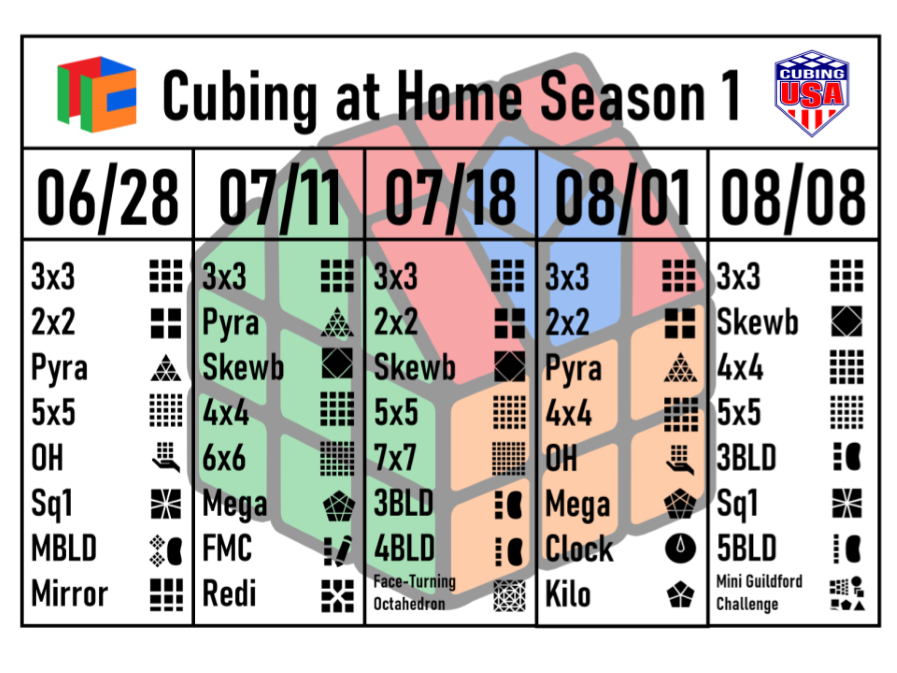 Cubing at Home Season 1
CUBING
USA
06/28
3x3
2x2
Pyra
5x5
OH
Sq1
MBLD
Mirror
07/11
3x3
Pyra
Skewb
4x4
6x6
Mega
FMC
Redi
07/18
3x3
2x2
Skewb
5x5
7x7
3BLD
4BLD
Face-Turning
Octahedron
08/01
3x3
2x2
Pyra
4x4
OH
Mega
Clock
Kilo
08/08
3x3
Skewb
4x4
5x5
3BLD
Sq1
5BLD
Mini Guildford
Challenge